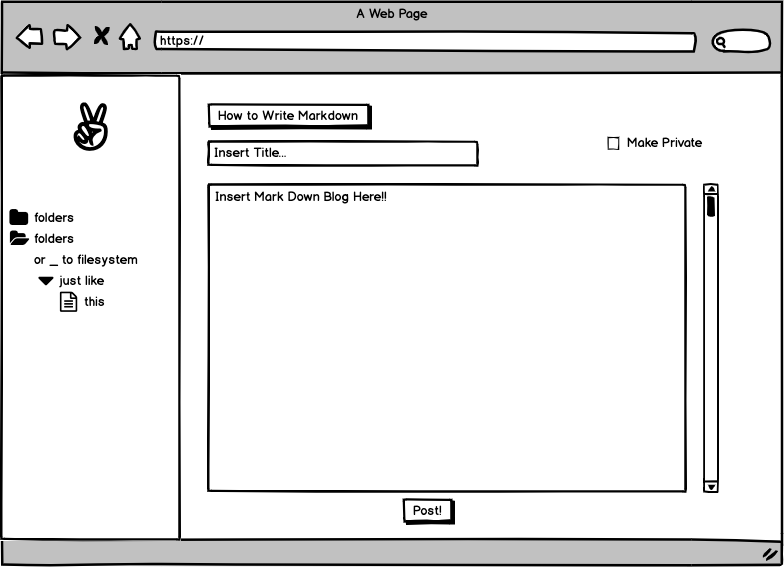 A Web Page
https://
How to Write Markdown
Insert Title...
Make Private
Insert Mark Down Blog Here!!
folders
folders
or _ to filesystem
just like
this
Post!